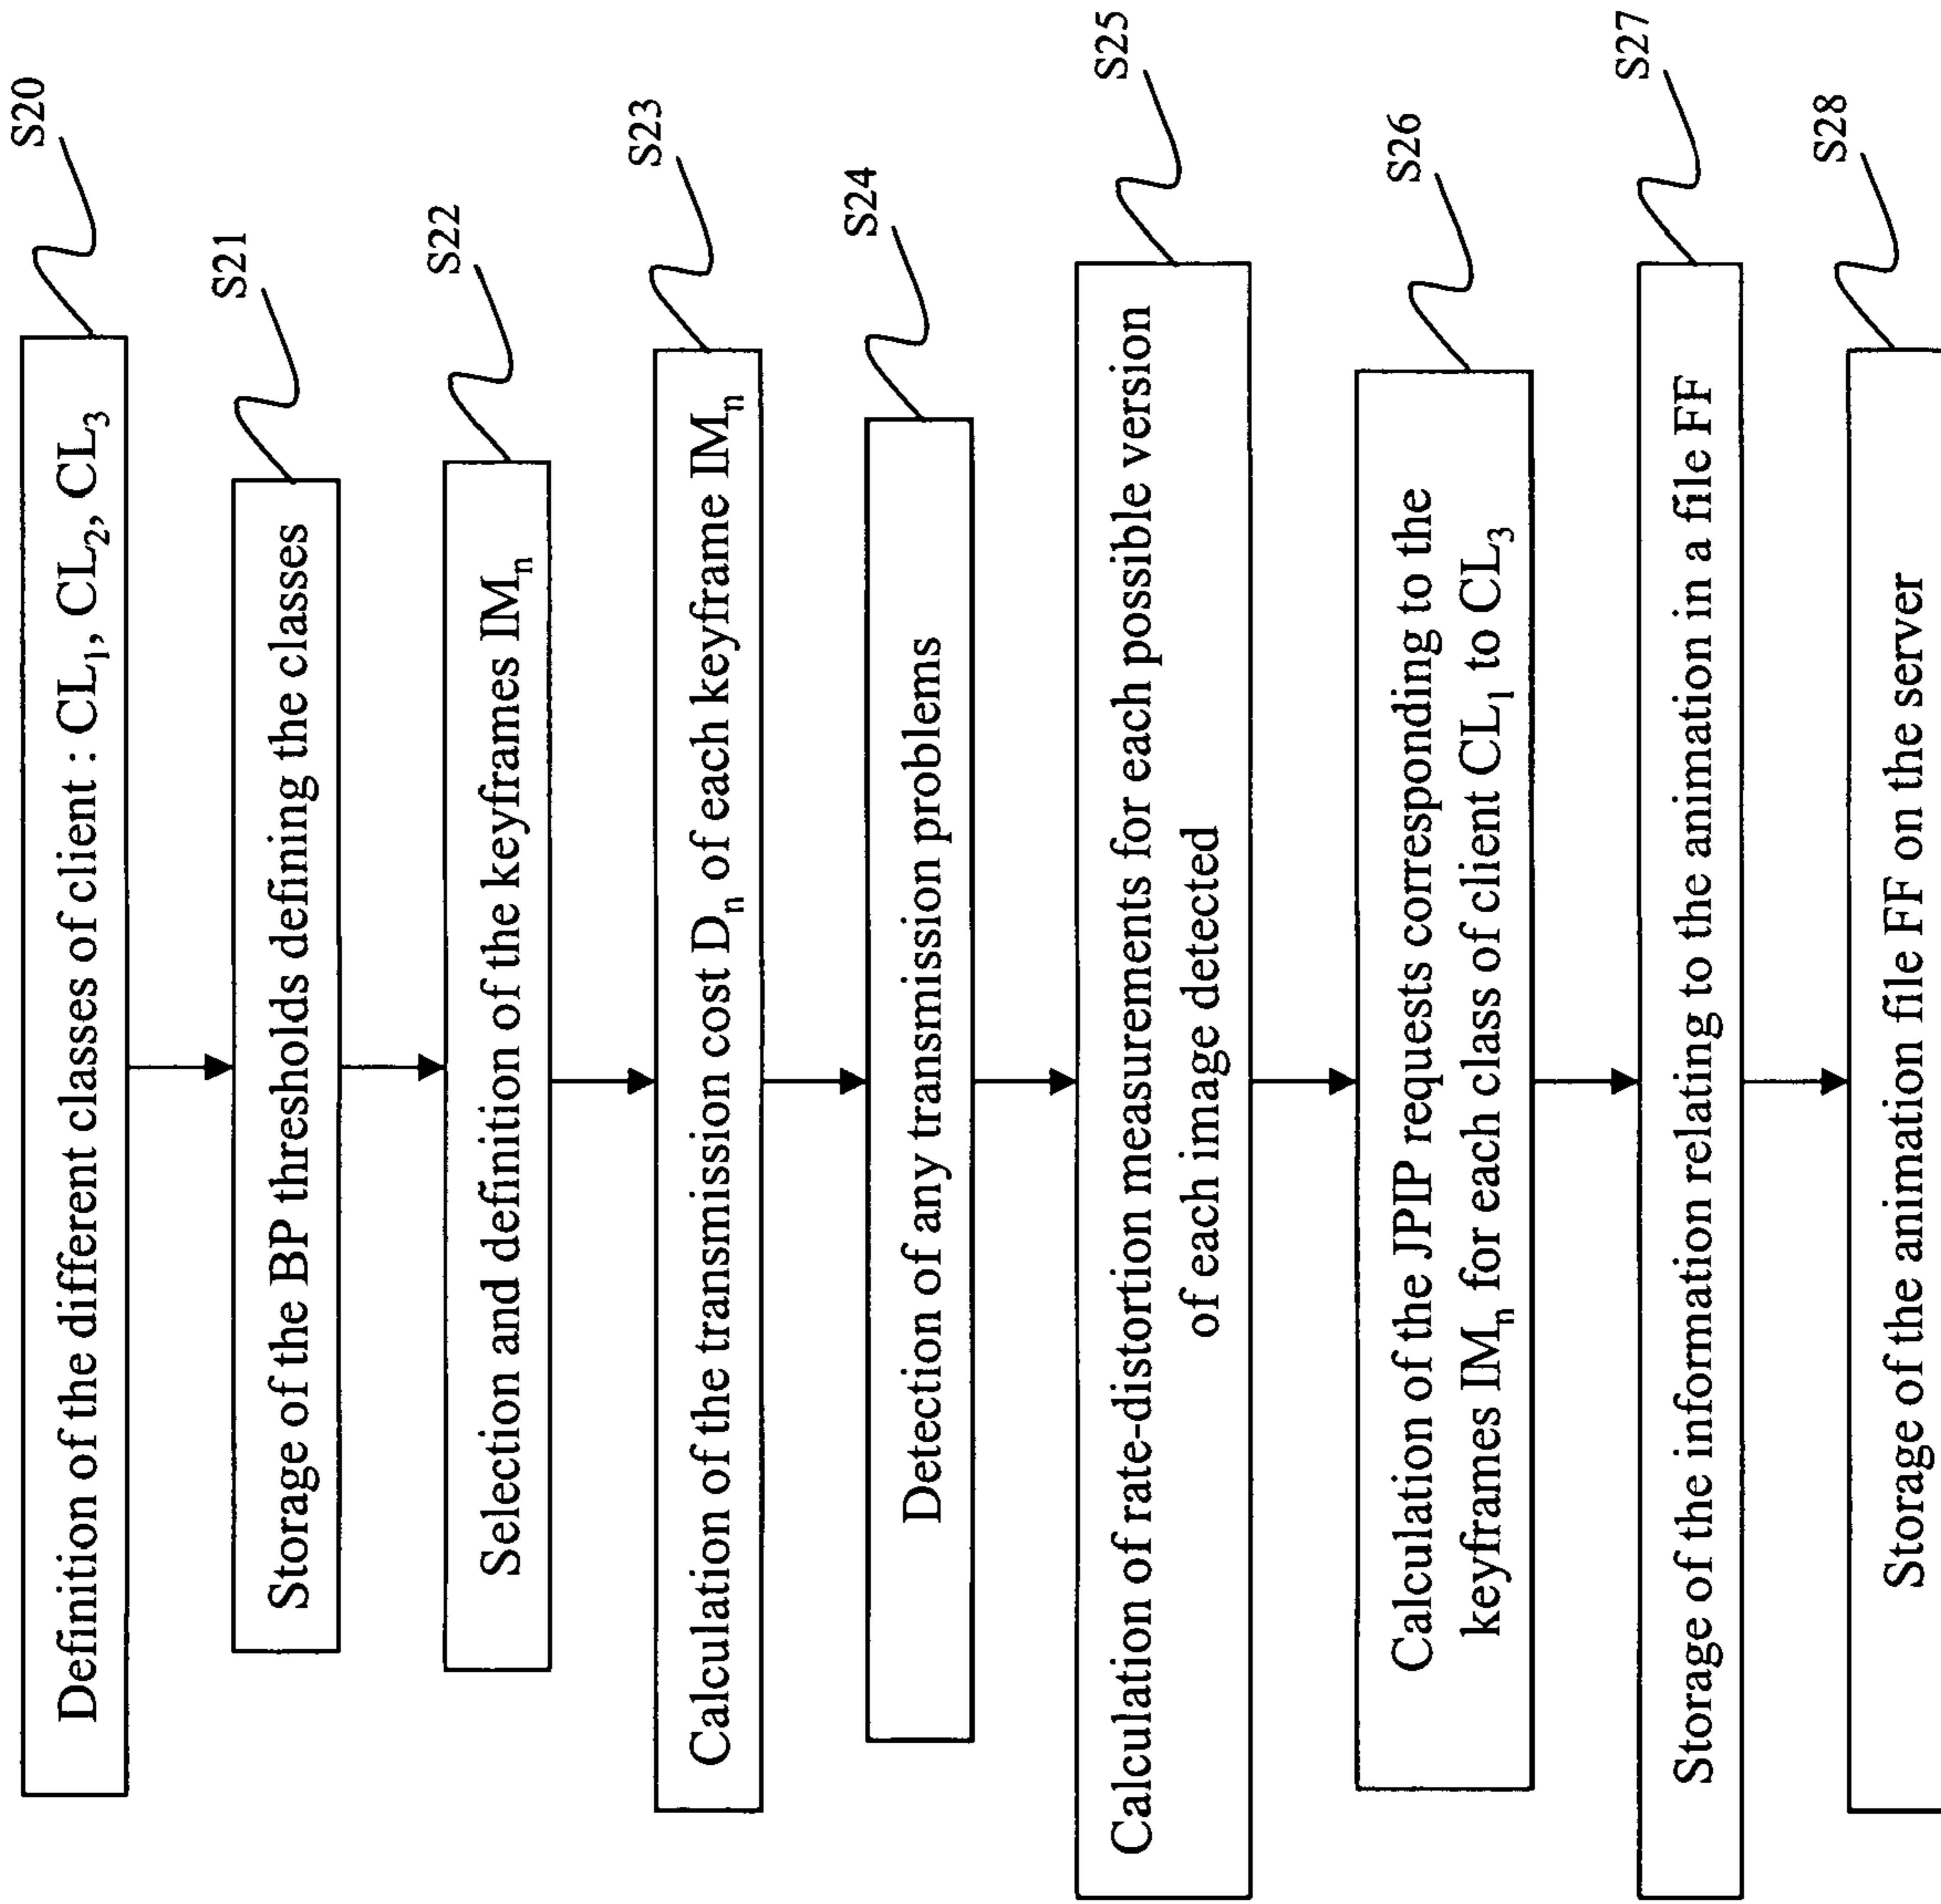 S20
Definition of the different classes of client : CL₁, CL₂, CL₃
S21
Storage of the BP thresholds defining the classes
S22
Selection and definition of the keyframes IMₙ
S23
Calculation of the transmission cost Dₙ of each keyframe IMₙ
S24
Detection of any transmission problems
S25
Calculation of rate-distortion measurements for each possible version
of each image detected
S26
Calculation of the JPIP requests corresponding to the
keyframes IMₙ for each class of client CL₁ to CL₃
S27
Storage of the information relating to the animation in a file FF
S28
Storage of the animation file FF on the server